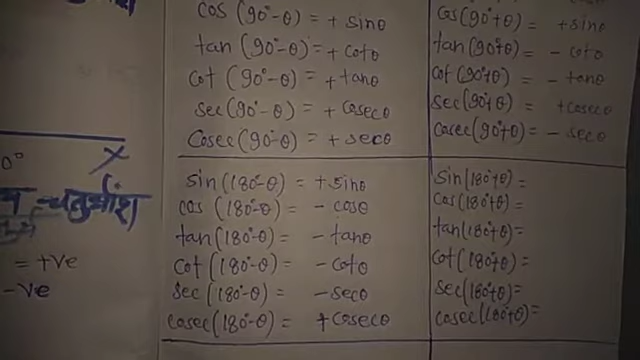 cos (90°-θ) = + sinθ
tan (90°-θ) = + cotθ
cot (90°-θ) = + tanθ
sec (90°-θ) = + cosecθ
cosec (90°-θ) = + secθ
cos (90°+θ) = + sinθ
tan (90°+θ) = - cotθ
cot (90°+θ) = - tanθ
sec (90°+θ) = + cosecθ
cosec (90°+θ) = - secθ
0° X
चतुर्थांश
= +ve
-ve
sin (180°-θ) = + sinθ
cos (180°-θ) = - cosθ
tan (180°-θ) = - tanθ
cot (180°-θ) = - cotθ
sec (180°-θ) = - secθ
cosec (180°-θ) = + cosecθ
sin (180°+θ) =
cos (180°+θ) =
tan (180°+θ) =
cot (180°+θ) =
sec (180°+θ) =
cosec (180°+θ) =